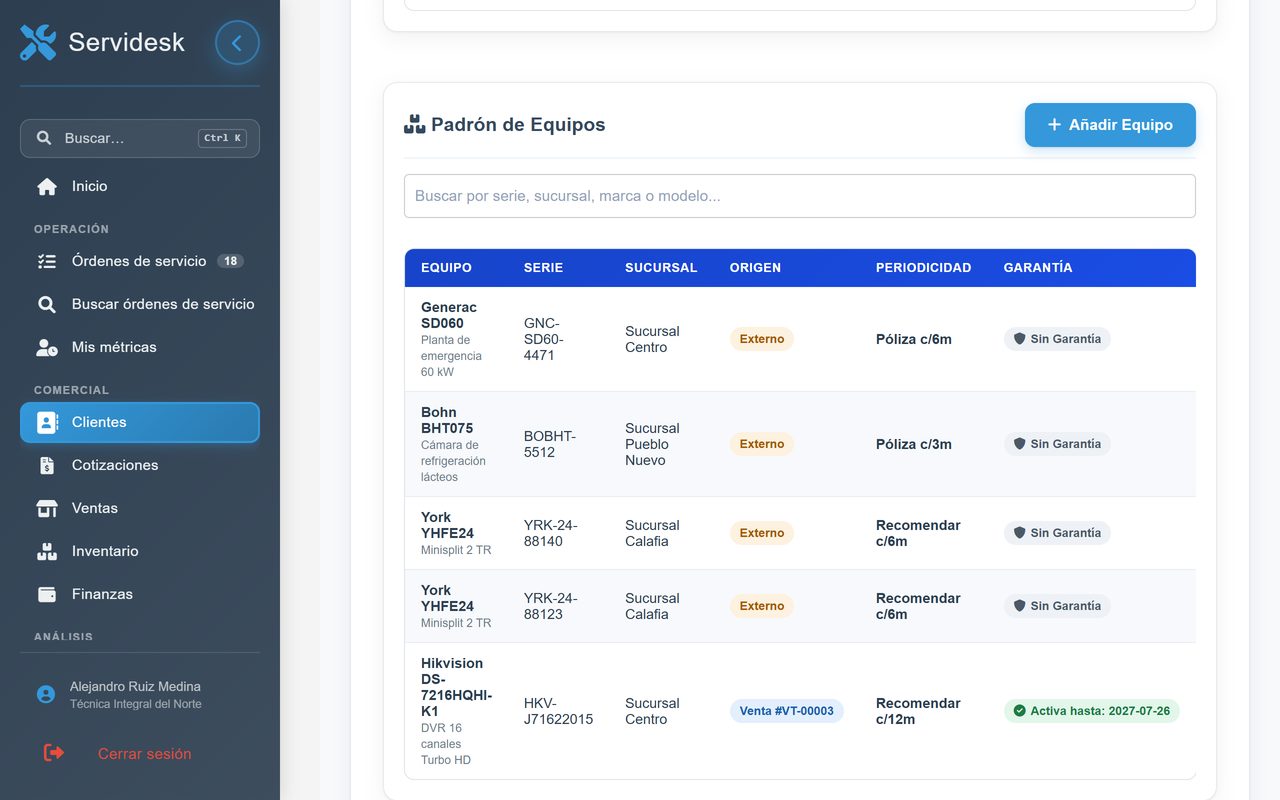 Servidesk
Buscar...
Ctrl K
Inicio
OPERACIÓN
Órdenes de servicio 18
Buscar órdenes de servicio
Mis métricas
COMERCIAL
Clientes
Cotizaciones
Ventas
Inventario
Finanzas
ANÁLISIS
Alejandro Ruiz Medina
Técnica Integral del Norte
Cerrar sesión
Padrón de Equipos
+ Añadir Equipo
Buscar por serie, sucursal, marca o modelo...
EQUIPO SERIE SUCURSAL ORIGEN PERIODICIDAD GARANTÍA
Generac
SD060
Planta de
emergencia
60 kW
GNC-
SD60-
4471
Sucursal
Centro
Externo
Póliza c/6m
Sin Garantía
Bohn
BHT075
Cámara de
refrigeración
lácteos
BOBHT-
5512
Sucursal
Pueblo
Nuevo
Externo
Póliza c/3m
Sin Garantía
York
YHFE24
Minisplit 2 TR
YRK-24-
88140
Sucursal
Calafia
Externo
Recomendar
c/6m
Sin Garantía
York
YHFE24
Minisplit 2 TR
YRK-24-
88123
Sucursal
Calafia
Externo
Recomendar
c/6m
Sin Garantía
Hikvision
DS-
7216HQHI-
K1
DVR 16
canales
Turbo HD
HKV-
J71622015
Sucursal
Centro
Venta #VT-00003
Recomendar
c/12m
Activa hasta: 2027-07-26